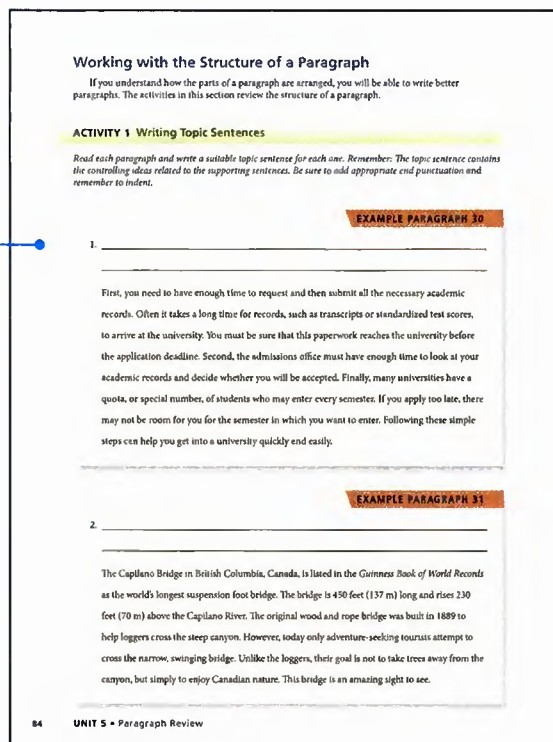 Working with the Structure of a Paragraph
If you understand how the parts of a paragraph are arranged, you will be able to write better
paragraphs. The activities in this section review the structure of a paragraph.
ACTIVITY 1 Writing Topic Sentences
Read each paragraph and write a suitable topic sentence for each one. Remember: The topic sentence contains
the controlling ideas related to the supporting sentences. Be sure to add appropriate end punctuation and
remember to indent.
EXAMPLE PARAGRAPH 30
1.
First, you need to have enough time to request and then submit all the necessary academic
records. Often it takes a long time for records, such as transcripts or standardized test scores,
to arrive at the university. You must be sure that this paperwork reaches the university before
the application deadline. Second, the admissions office must have enough time to look at your
academic records and decide whether you will be accepted. Finally, many universities have a
quota, or special number, of students who may enter every semester. If you apply too late, there
may not be room for you for the semester in which you want to enter. Following these simple
steps can help you get into a university quickly end easily.
EXAMPLE PARAGRAPH 31
2.
The Capilano Bridge in British Columbia, Canada, is listed in the Guinness Book of World Records
as the world's longest suspension foot bridge. The bridge is 450 feet (137 m) long and rises 230
feet (70 m) above the Capilano River. The original wood and rope bridge was built in 1889 to
help loggers cross the steep canyon. However, today only adventure-seeking tourists attempt to
cross the narrow, swinging bridge. Unlike the loggers, their goal is not to take trees away from the
canyon, but simply to enjoy Canadian nature. This bridge is an amazing sight to see.
84 UNIT 5 • Paragraph Review